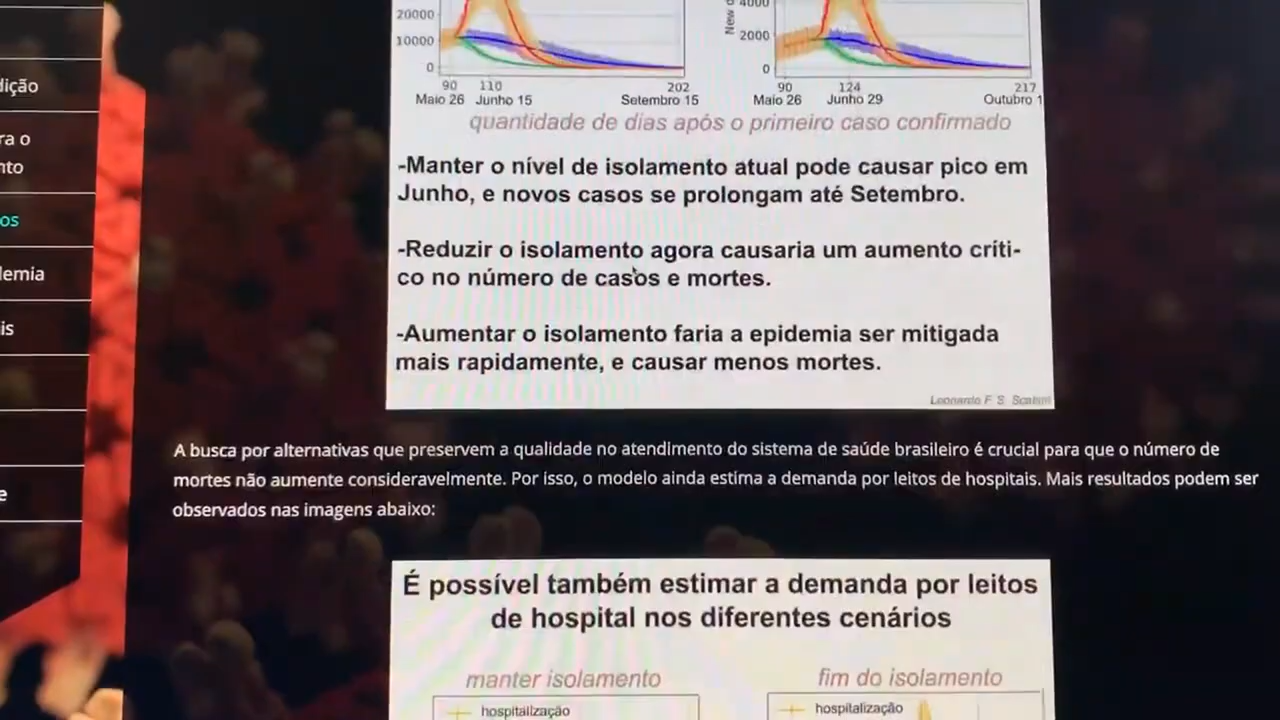 20000
10000
0
90 110 202
Maio 26 Junho 15 Setembro 15
4000
2000
0
90 124 217
Maio 26 Junho 29 Outubro 1
New
quantidade de dias após o primeiro caso confirmado
-Manter o nível de isolamento atual pode causar pico em
Junho, e novos casos se prolongam até Setembro.
-Reduzir o isolamento agora causaria um aumento críti-
co no número de casos e mortes.
-Aumentar o isolamento faria a epidemia ser mitigada
mais rapidamente, e causar menos mortes.
Leonardo F. S. Scabini
dição
ra o
nto
os
lemia
is
e
A busca por alternativas que preservem a qualidade no atendimento do sistema de saúde brasileiro é crucial para que o número de
mortes não aumente consideravelmente. Por isso, o modelo ainda estima a demanda por leitos de hospitais. Mais resultados podem ser
observados nas imagens abaixo:
É possível também estimar a demanda por leitos
de hospital nos diferentes cenários
manter isolamento
hospitalização
fim do isolamento
hospitalização